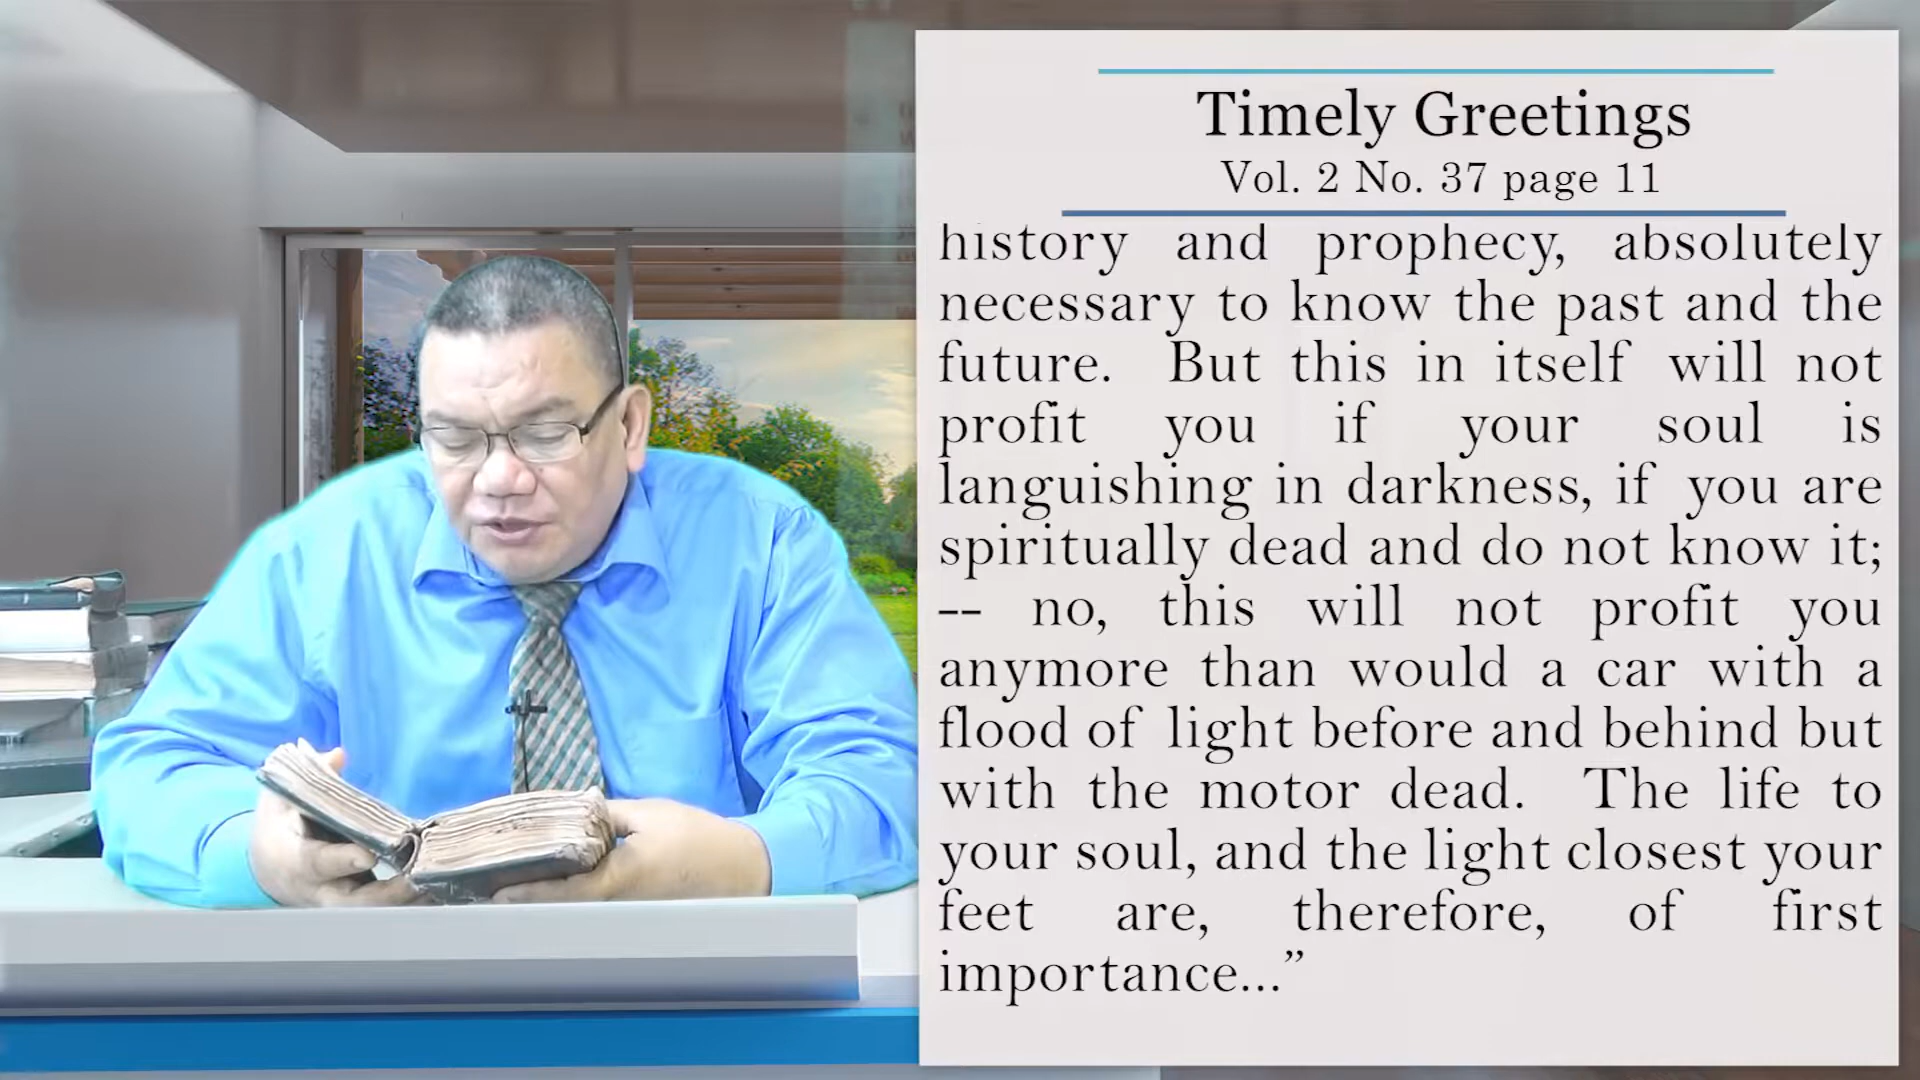 Timely Greetings
Vol. 2 No. 37 page 11
history and prophecy, absolutely
necessary to know the past and the
future. But this in itself will not
profit you if your soul is
languishing in darkness, if you are
spiritually dead and do not know it;
-- no, this will not profit you
anymore than would a car with a
flood of light before and behind but
with the motor dead. The life to
your soul, and the light closest your
feet are, therefore, of first
importance...”